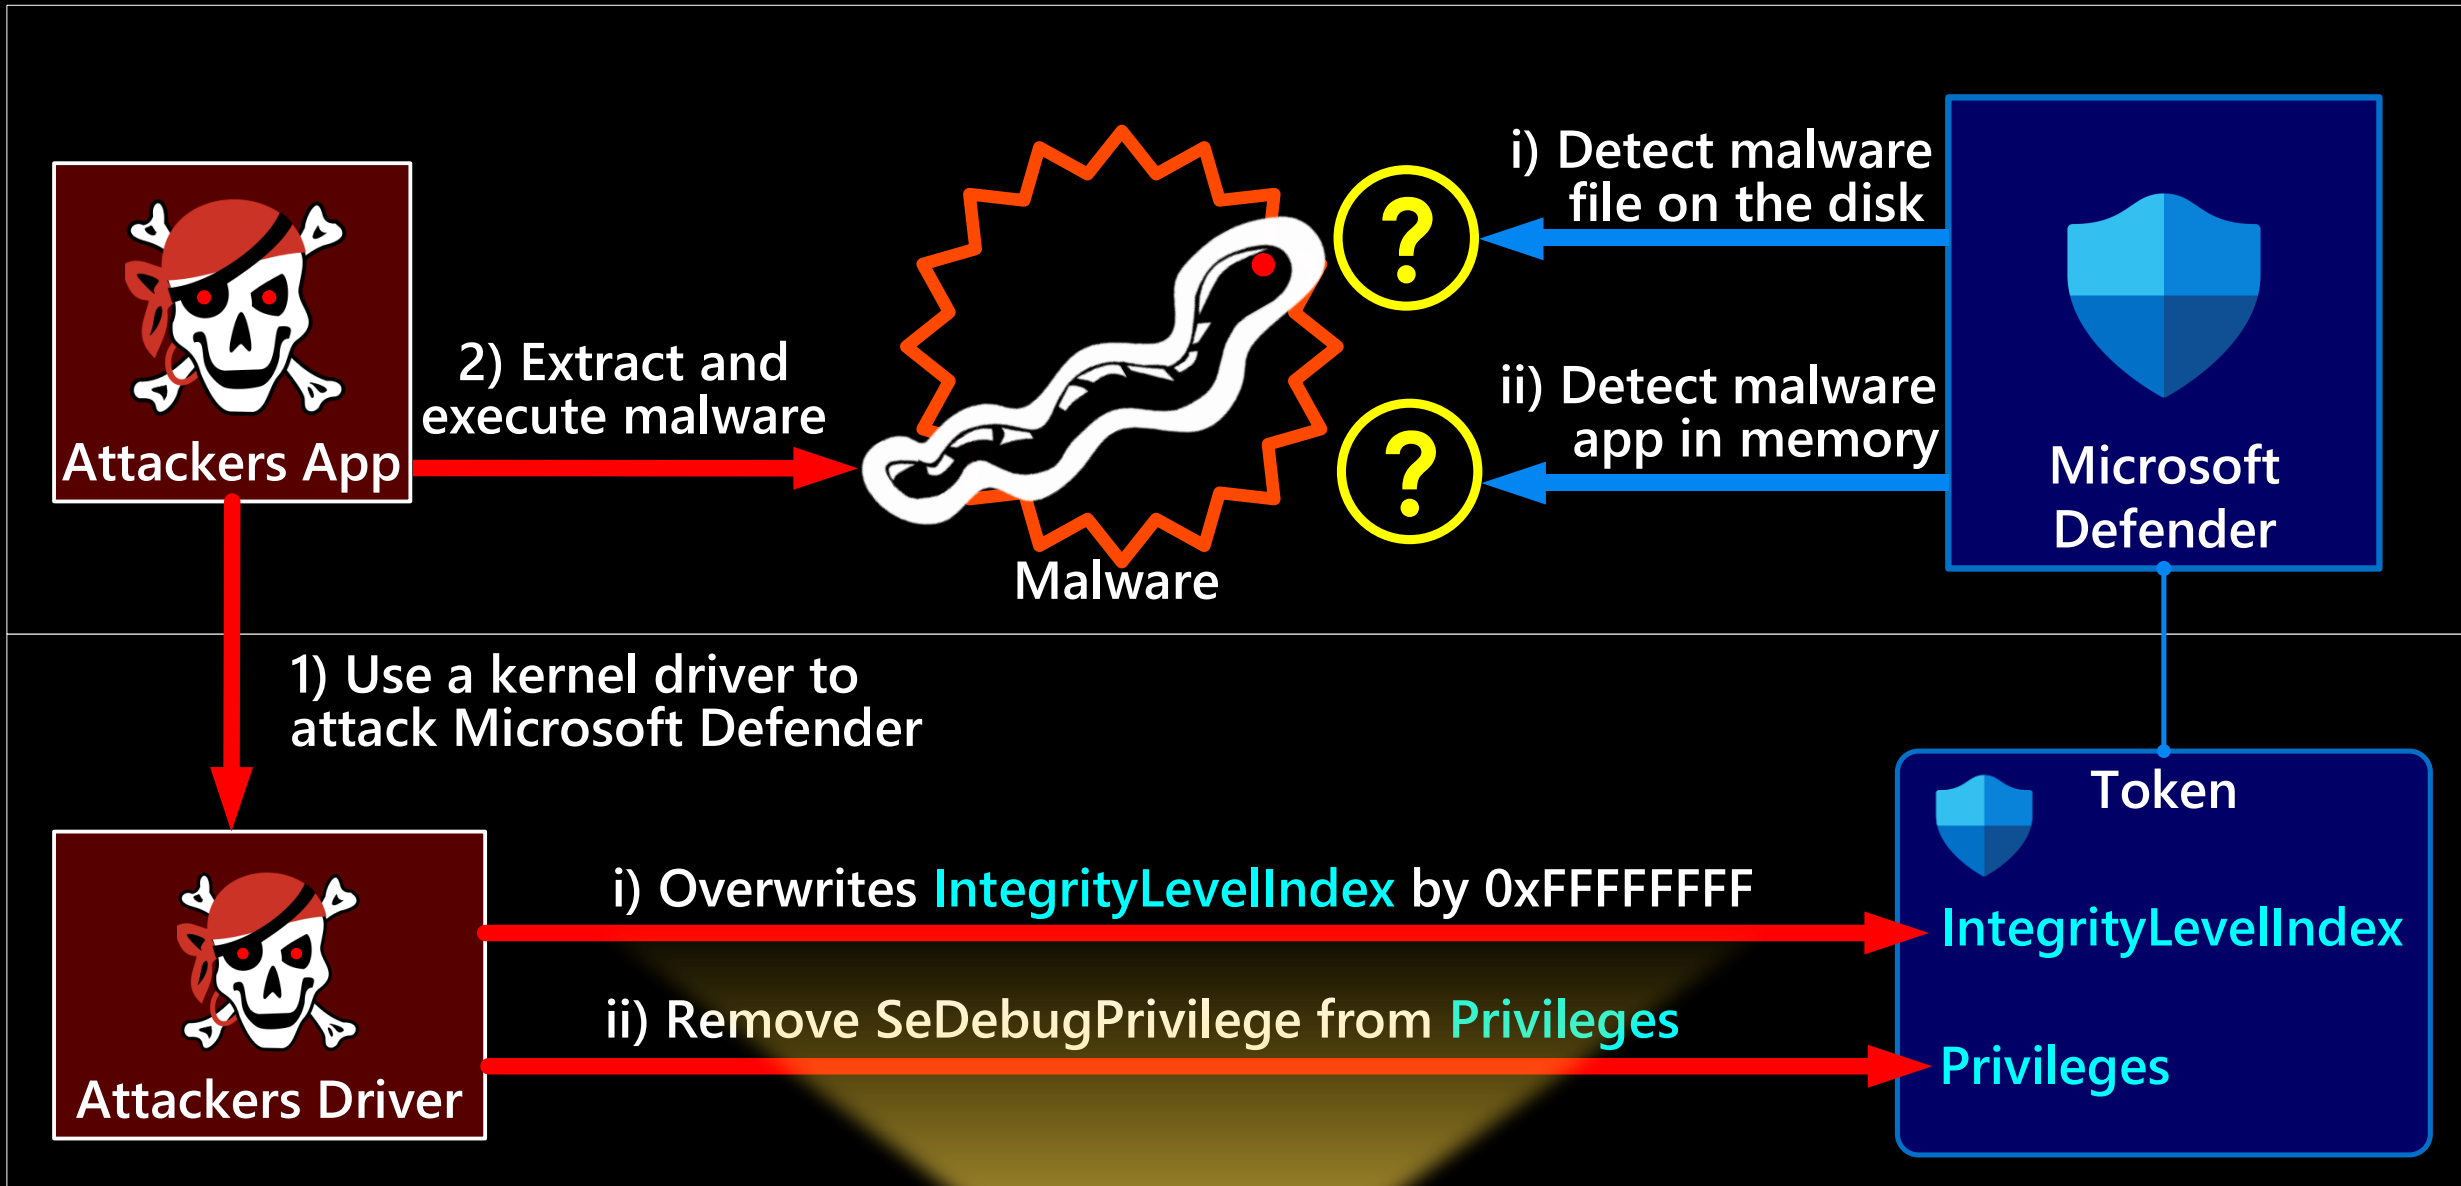 i) Detect malware
file on the disk
Attackers App
2) Extract and
execute malware
?
?
ii) Detect malware
app in memory
Microsoft
Defender
Malware
1) Use a kernel driver to
attack Microsoft Defender
Token
i) Overwrites IntegrityLevelIndex by 0xFFFFFFFF
IntegrityLevelIndex
ii) Remove SeDebugPrivilege from Privileges
Privileges
Attackers Driver